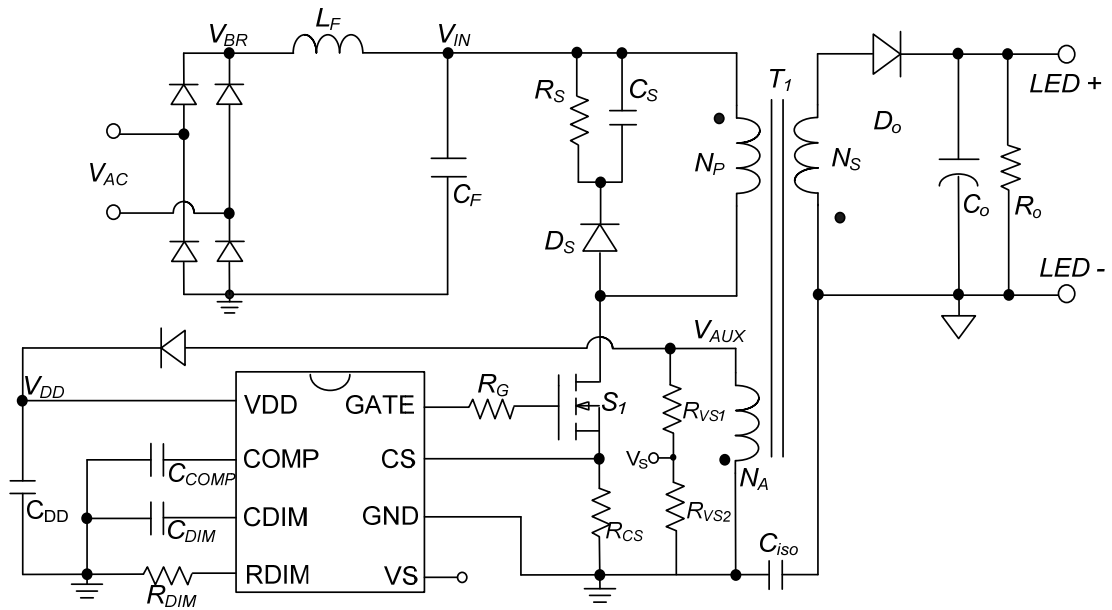 V_BR
L_F
V_IN
T_1
LED +
R_S
C_S
D_o
N_P
N_S
V_AC
C_F
C_o
R_o
D_S
LED -
V_AUX
V_DD
VDD
GATE
R_G
S_1
R_VS1
COMP
CS
V_S
N_A
C_COMP
C_DD
CDIM
GND
R_CS
R_VS2
C_DIM
C_iso
RDIM
VS
R_DIM